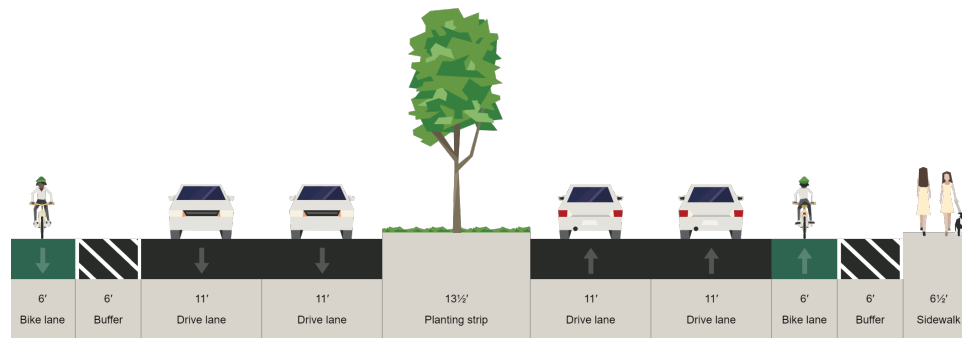 6′ 6′ 11′ 11′ 13½′ 11′ 11′ 6′ 6′ 6½′
Bike lane Buffer Drive lane Drive lane Planting strip Drive lane Drive lane Bike lane Buffer Sidewalk